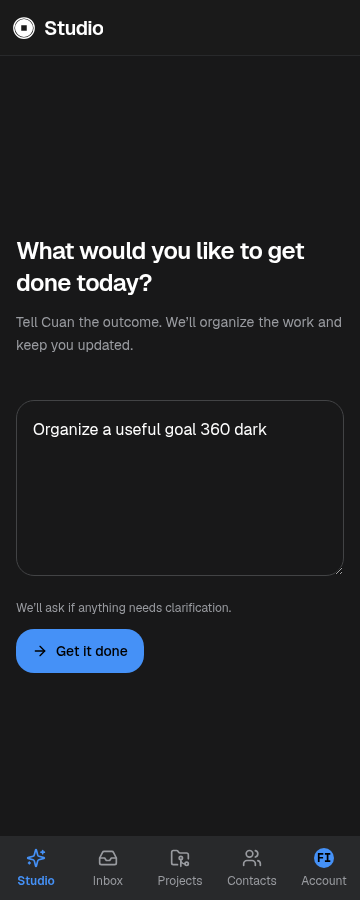 Studio
What would you like to get
done today?
Tell Cuan the outcome. We’ll organize the work and
keep you updated.
Organize a useful goal 360 dark
We’ll ask if anything needs clarification.
Get it done
Studio
Inbox
Projects
Contacts
FI
Account